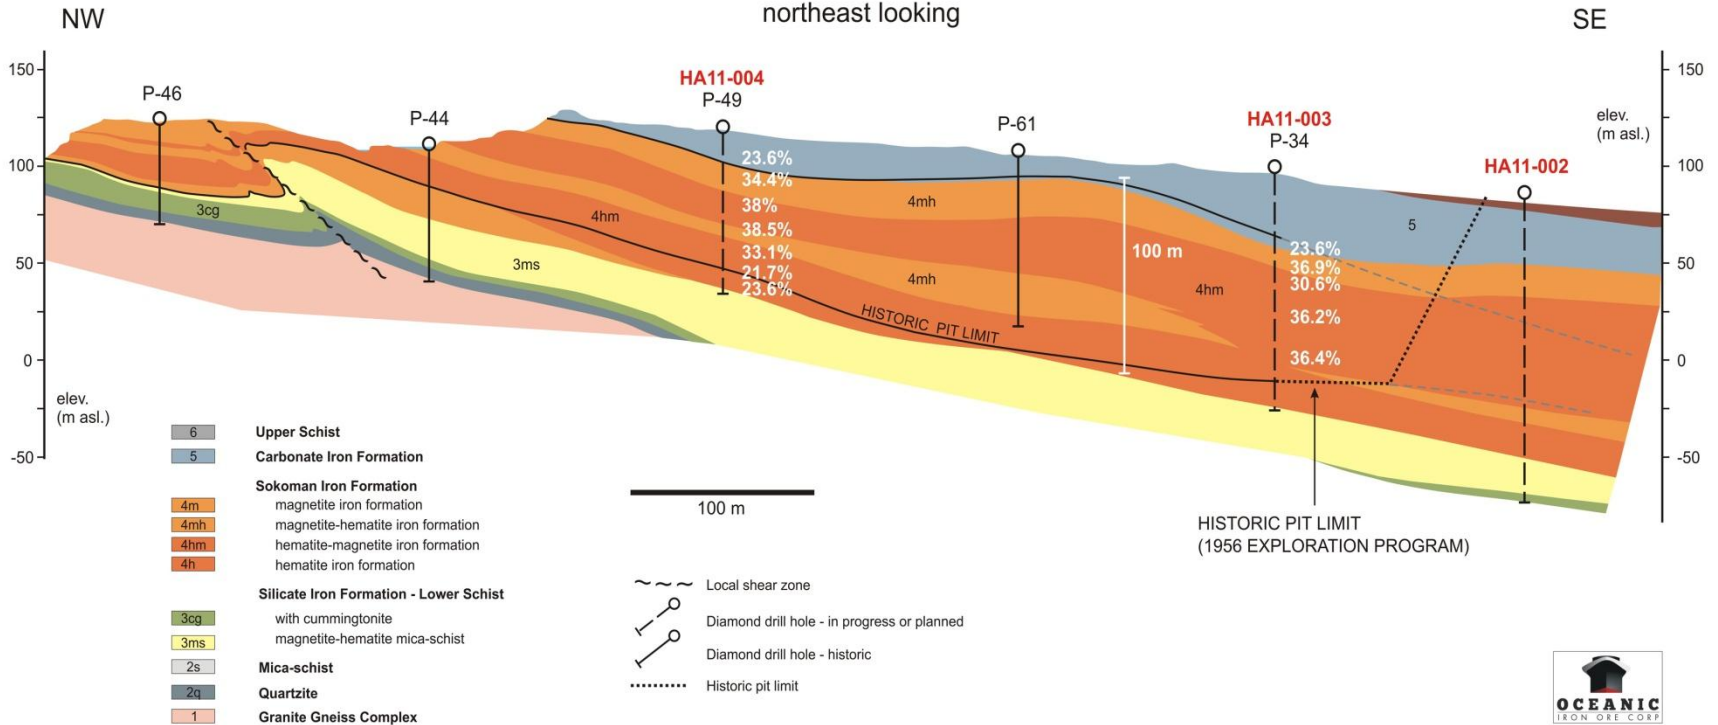 northeast looking
NW
SE
150
100
50
0
-50
elev.
(m asl.)
150
100
50
0
-50
elev.
(m asl.)
P-46
P-44
HA11-004
P-49
P-61
HA11-003
P-34
HA11-002
23.6%
34.4%
38%
38.5%
33.1%
21.7%
23.6%
23.6%
36.9%
30.6%
36.2%
36.4%
3cg
3ms
4hm
4mh
4mh
4hm
5
100 m
HISTORIC PIT LIMIT
100 m
HISTORIC PIT LIMIT
(1956 EXPLORATION PROGRAM)
6 Upper Schist
5 Carbonate Iron Formation
Sokoman Iron Formation
4m magnetite iron formation
4mh magnetite-hematite iron formation
4hm hematite-magnetite iron formation
4h hematite iron formation
Silicate Iron Formation - Lower Schist
3cg with cummingtonite
3ms magnetite-hematite mica-schist
2s Mica-schist
2q Quartzite
1 Granite Gneiss Complex
Local shear zone
Diamond drill hole - in progress or planned
Diamond drill hole - historic
Historic pit limit
OCEANIC
IRON ORE CORP